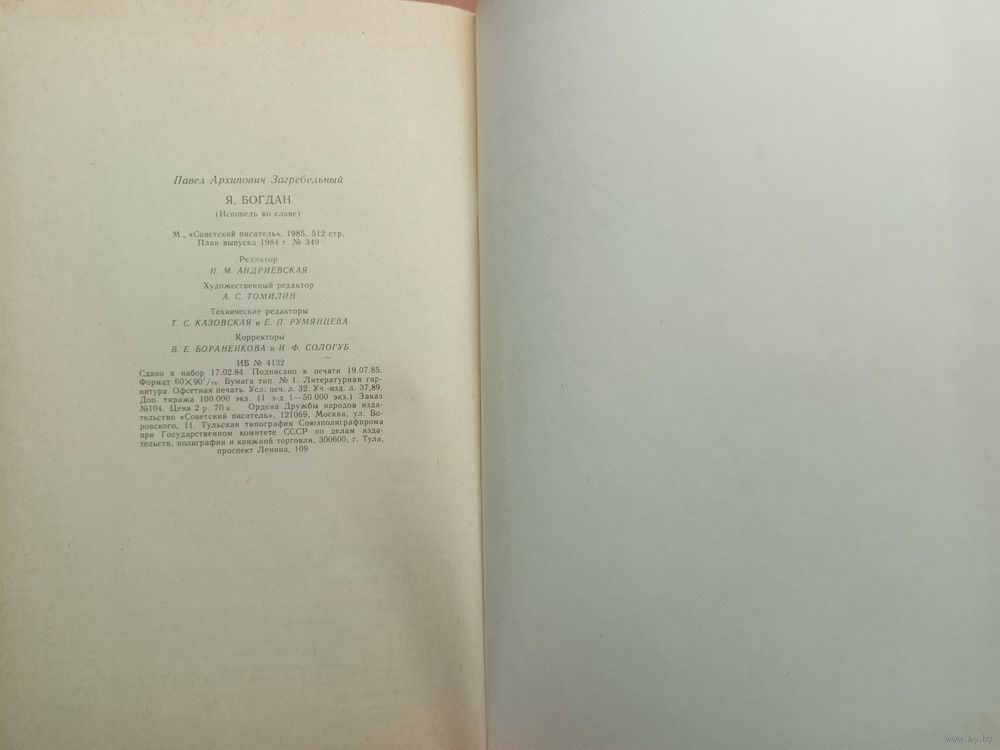 Павел Архипович Загребельный
Я, БОГДАН
(Исповедь во славе)
М., «Советский писатель», 1985, 512 стр.
План выпуска 1984 г. № 349
Редактор
Н. М. АНДРИЕВСКАЯ
Художественный редактор
А. С. ТОМИЛИН
Технические редакторы
Т. С. КАЗОВСКАЯ и Е. П. РУМЯНЦЕВА
Корректоры
В. Е. БОРАНЕНКОВА и И. Ф. СОЛОГУБ
ИБ № 4132
Сдано в набор 17.02.84. Подписано к печати 19.07.85.
Формат 60×90¹/₁₆. Бумага тип. № 1. Литературная гар-
нитура. Офсетная печать. Усл. печ. л. 32. Уч.-изд. л. 37,89.
Доп. тиража 100 000 экз. (1 з-д 1—50 000 экз.) Заказ
№104. Цена 2 р. 70 к. Ордена Дружбы народов изда-
тельство «Советский писатель», 121069, Москва, ул. Во-
ровского, 11. Тульская типография Союзполиграфпрома
при Государственном комитете СССР по делам изда-
тельств, полиграфии и книжной торговли, 300600, г. Тула,
проспект Ленина, 109
www.ay.by